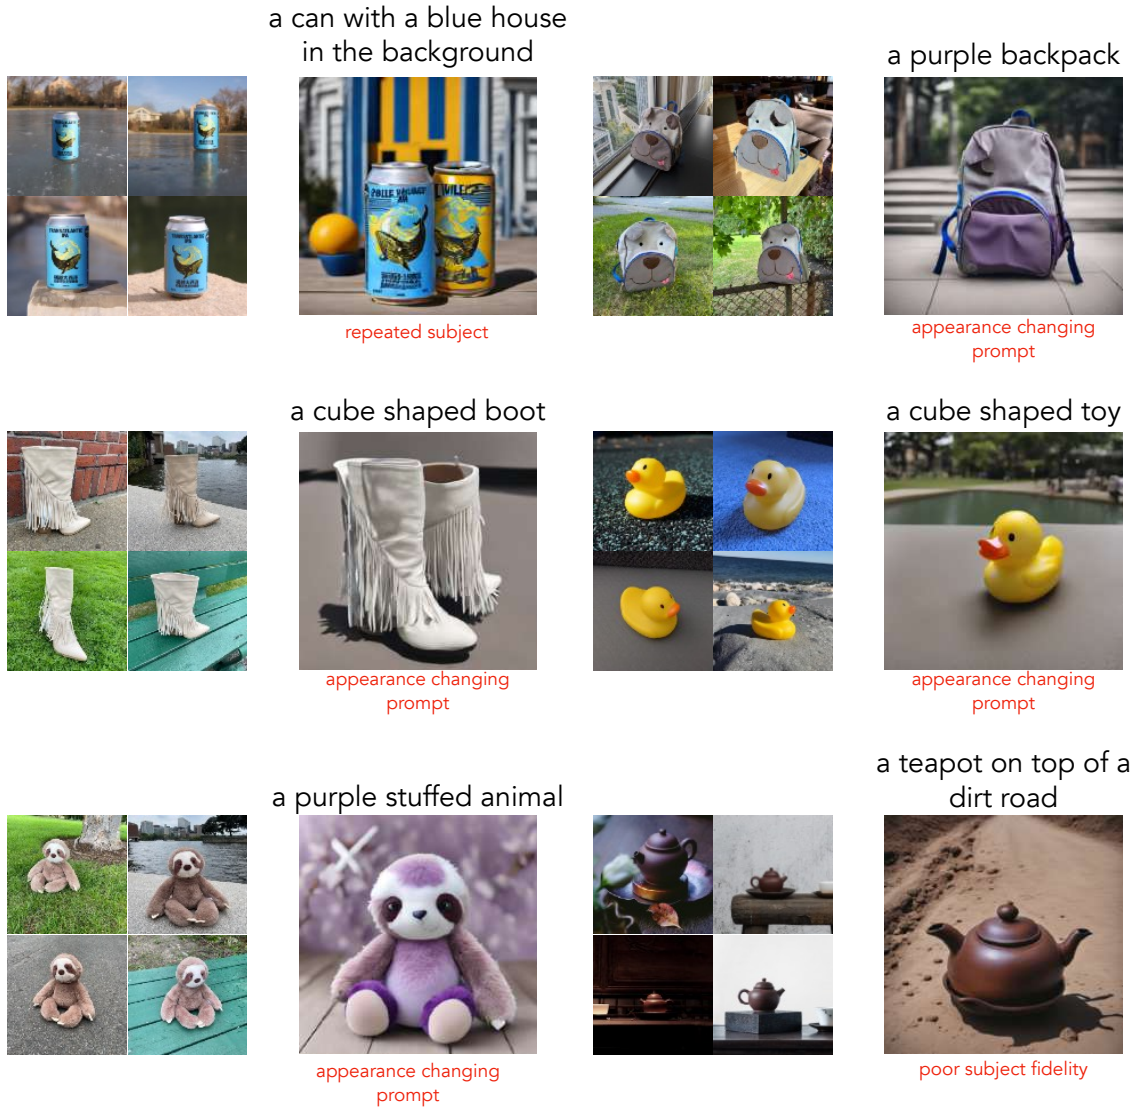 a can with a blue house
in the background
a purple backpack
repeated subject
appearance changing
prompt
a cube shaped boot
a cube shaped toy
appearance changing
prompt
appearance changing
prompt
a purple stuffed animal
a teapot on top of a
dirt road
appearance changing
prompt
poor subject fidelity